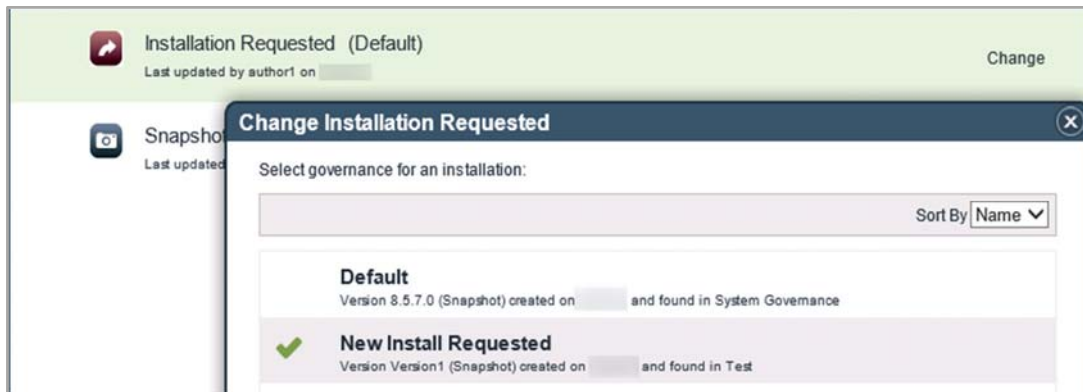 Installation Requested (Default)
Last updated by author1 on
Change
Snapshot
Last updated
Change Installation Requested
Select governance for an installation:
Sort By Name
Default
Version 8.5.7.0 (Snapshot) created on and found in System Governance
New Install Requested
Version Version1 (Snapshot) created on and found in Test